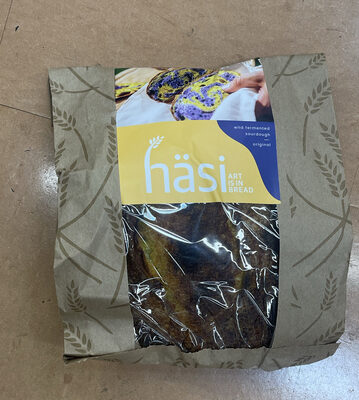 wild fermented
sourdough
original
häsi
ART
IS IN
BREAD